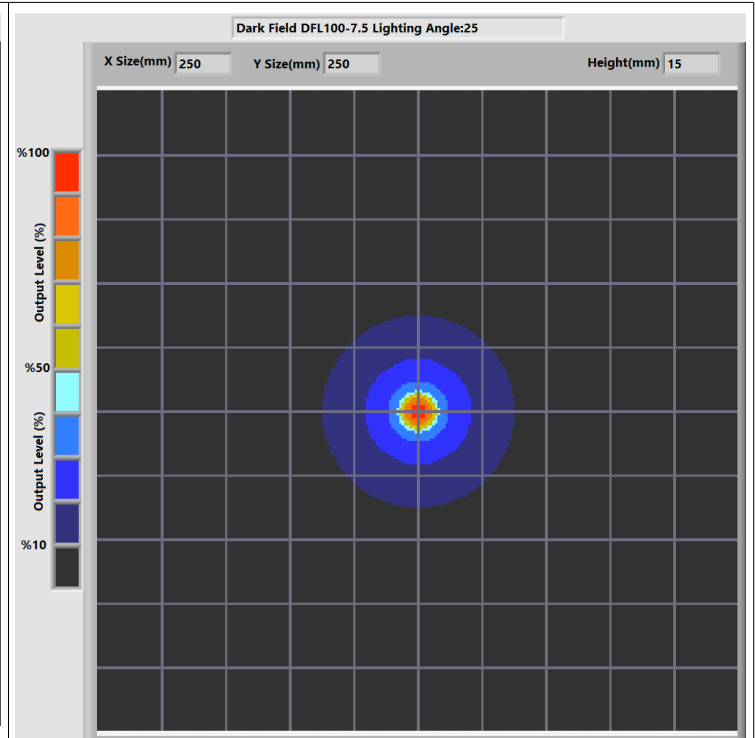 Dark Field DFL100-7.5 Lighting Angle:25
X Size(mm) 250 Y Size(mm) 250 Height(mm) 15
%100
Output Level (%)
%50
Output Level (%)
%10